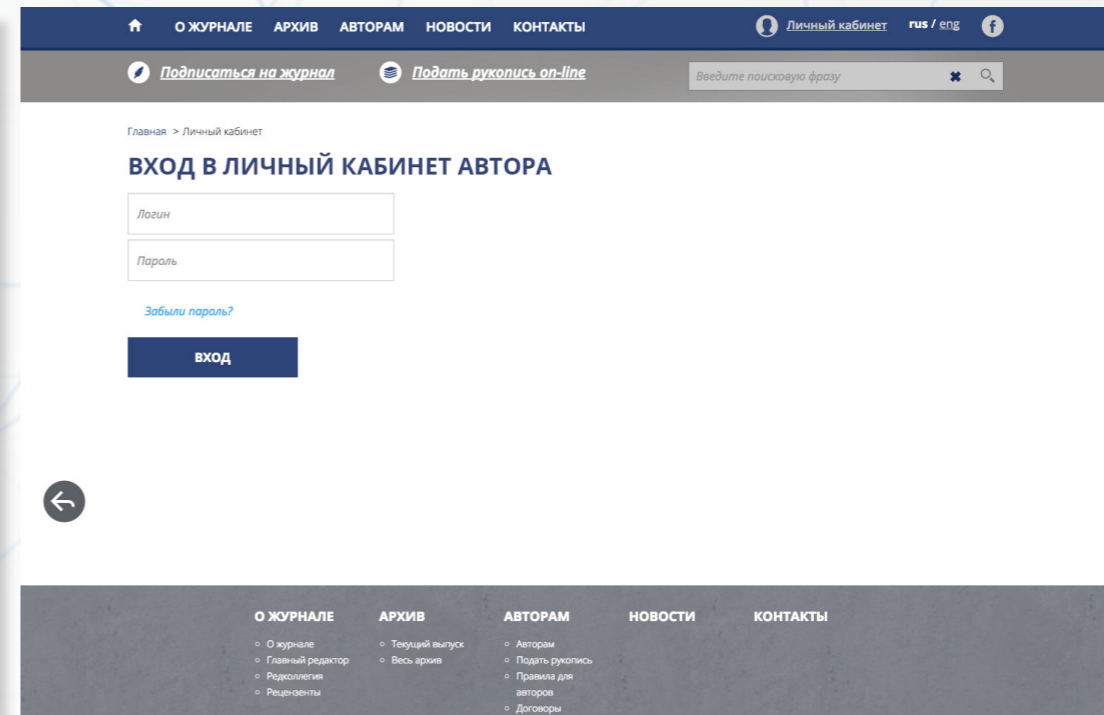 О ЖУРНАЛЕ АРХИВ АВТОРАМ НОВОСТИ КОНТАКТЫ Личный кабинет rus / eng f
Подписаться на журнал Подать рукопись on-line Введите поисковую фразу
Главная > Личный кабинет
ВХОД В ЛИЧНЫЙ КАБИНЕТ АВТОРА
Логин
Пароль
Забыли пароль?
ВХОД
О ЖУРНАЛЕ АРХИВ АВТОРАМ НОВОСТИ КОНТАКТЫ
О журнале Текущий выпуск Авторам
Главный редактор Весь архив Подать рукопись
Редколлегия Правила для
Рецензенты авторов
Договоры